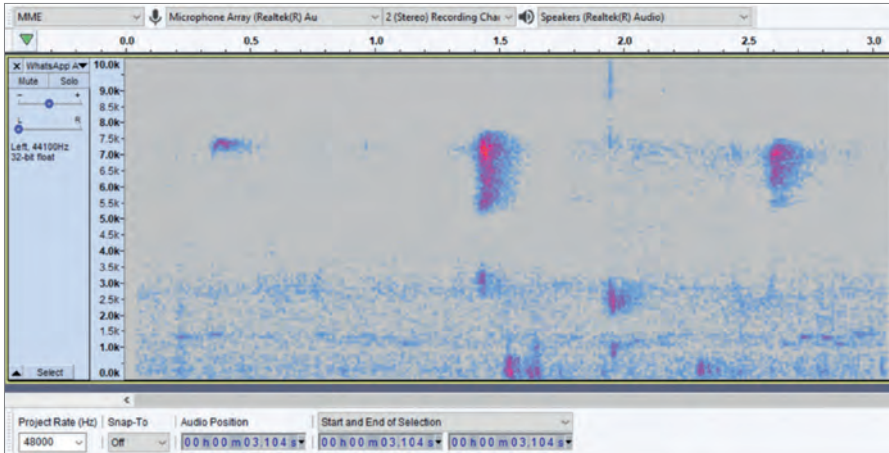 MME Microphone Array (Realtek(R) Au 2 (Stereo) Recording Chai Speakers (Realtek(R) Audio)
0.0 0.5 1.0 1.5 2.0 2.5 3.0
X WhatsApp A
Mute Solo
- +
L R
Left, 44100Hz
32-bit float
Select
10.0k
9.0k
8.5k
7.5k
7.0k
6.5k
6.0k
5.5k
5.0k
4.5k
4.0k
3.5k
3.0k
2.5k
2.0k
1.5k
1.0k
0.0k
Project Rate (Hz) Snap-To Audio Position Start and End of Selection
48000 Off 00 h 00 m 03,104 s 00 h 00 m 03,104 s 00 h 00 m 03,104 s